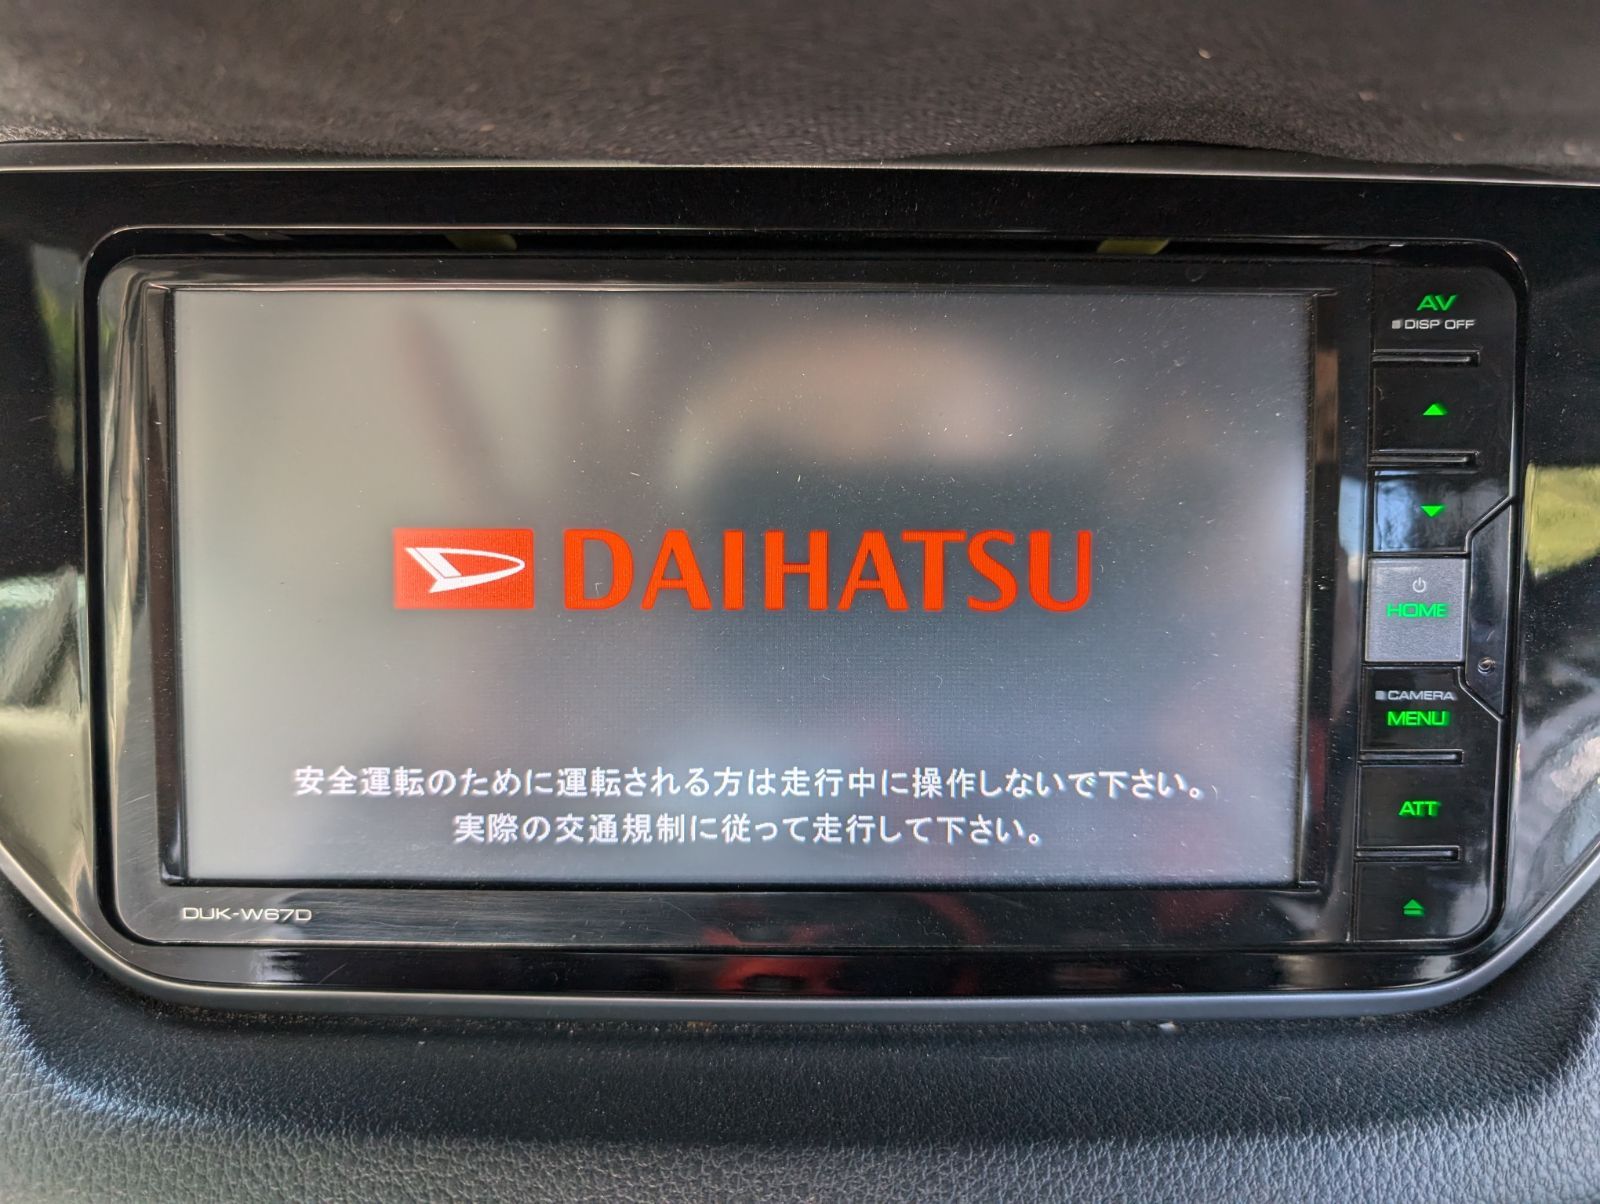 AV
DISP OFF
DAIHATSU
HOME
CAMERA
MENU
安全運転のために運転される方は走行中に操作しないで下さい。
実際の交通規制に従って走行して下さい。
ATT
DUK-W67D